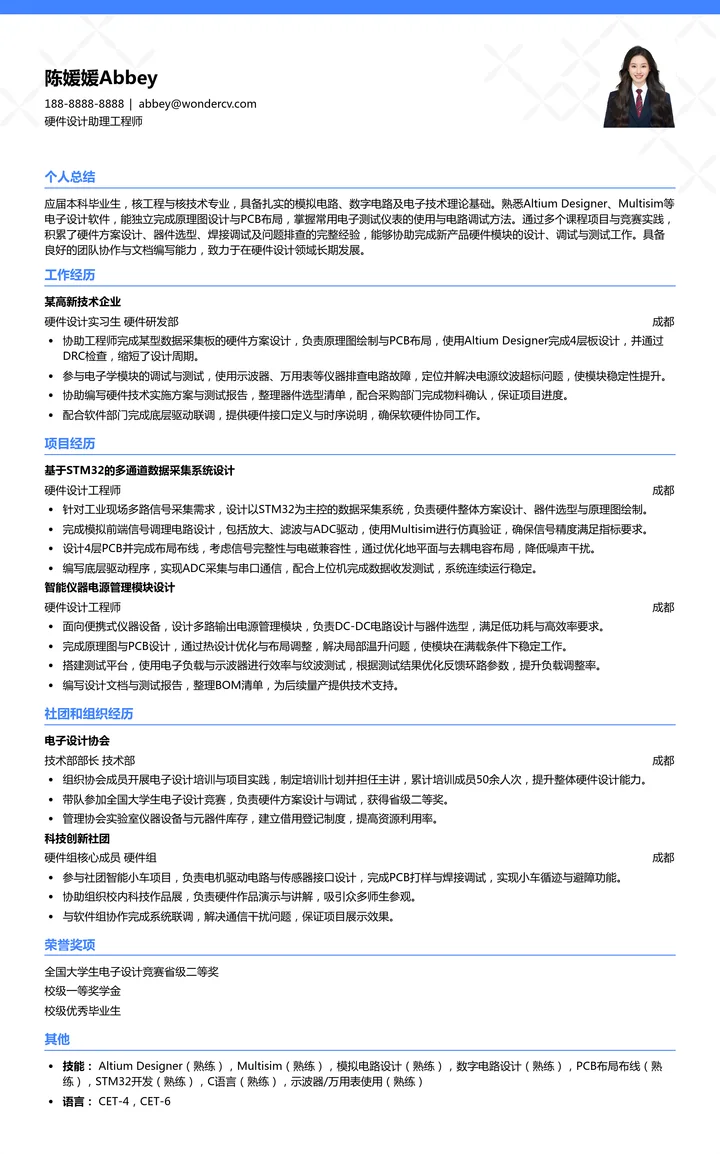 陈媛媛Abbey
188-8888-8888 | abbey@wondercv.com
硬件设计助理工程师
个人总结
应届本科毕业生，核工程与核技术专业，具备扎实的模拟电路、数字电路及电子技术理论基础。熟悉Altium Designer、Multisim等
电子设计软件，能独立完成原理图设计与PCB布局，掌握常用电子测试仪表的使用与电路调试方法。通过多个课程项目与竞赛实践，
积累了硬件方案设计、器件选型、焊接调试及问题排查的完整经验，能够协助完成新产品硬件模块的设计、调试与测试工作。具备
良好的团队协作与文档编写能力，致力于在硬件设计领域长期发展。
工作经历
某高新技术企业
硬件设计实习生 硬件研发部 成都
• 协助工程师完成某型数据采集板的硬件方案设计，负责原理图绘制与PCB布局，使用Altium Designer完成4层板设计，并通过
DRC检查，缩短了设计周期。
• 参与电子学模块的调试与测试，使用示波器、万用表等仪器排查电路故障，定位并解决电源纹波超标问题，使模块稳定性提升。
• 协助编写硬件技术实施方案与测试报告，整理器件选型清单，配合采购部门完成物料确认，保证项目进度。
• 配合软件部门完成底层驱动联调，提供硬件接口定义与时序说明，确保软硬件协同工作。
项目经历
基于STM32的多通道数据采集系统设计
硬件设计工程师 成都
• 针对工业现场多路信号采集需求，设计以STM32为主控的数据采集系统，负责硬件整体方案设计、器件选型与原理图绘制。
• 完成模拟前端信号调理电路设计，包括放大、滤波与ADC驱动，使用Multisim进行仿真验证，确保信号精度满足指标要求。
• 设计4层PCB并完成布局布线，考虑信号完整性与电磁兼容性，通过优化地平面与去耦电容布局，降低噪声干扰。
• 编写底层驱动程序，实现ADC采集与串口通信，配合上位机完成数据收发测试，系统连续运行稳定。
智能仪器电源管理模块设计
硬件设计工程师 成都
• 面向便携式仪器设备，设计多路输出电源管理模块，负责DC-DC电路设计与器件选型，满足低功耗与高效率要求。
• 完成原理图与PCB设计，通过热设计优化与布局调整，解决局部温升问题，使模块在满载条件下稳定工作。
• 搭建测试平台，使用电子负载与示波器进行效率与纹波测试，根据测试结果优化反馈环路参数，提升负载调整率。
• 编写设计文档与测试报告，整理BOM清单，为后续量产提供技术支持。
社团和组织经历
电子设计协会
技术部部长 技术部 成都
• 组织协会成员开展电子设计培训与项目实践，制定培训计划并担任主讲，累计培训成员50余人次，提升整体硬件设计能力。
• 带队参加全国大学生电子设计竞赛，负责硬件方案设计与调试，获得省级二等奖。
• 管理协会实验室仪器设备与元器件库存，建立借用登记制度，提高资源利用率。
科技创新社团
硬件组核心成员 硬件组 成都
• 参与社团智能小车项目，负责电机驱动电路与传感器接口设计，完成PCB打样与焊接调试，实现小车循迹与避障功能。
• 协助组织校内科技作品展，负责硬件作品演示与讲解，吸引众多师生参观。
• 与软件组协作完成系统联调，解决通信干扰问题，保证项目展示效果。
荣誉奖项
全国大学生电子设计竞赛省级二等奖
校级一等奖学金
校级优秀毕业生
其他
• 技能： Altium Designer（熟练），Multisim（熟练），模拟电路设计（熟练），数字电路设计（熟练），PCB布局布线（熟
练），STM32开发（熟练），C语言（熟练），示波器/万用表使用（熟练）
• 语言： CET-4，CET-6